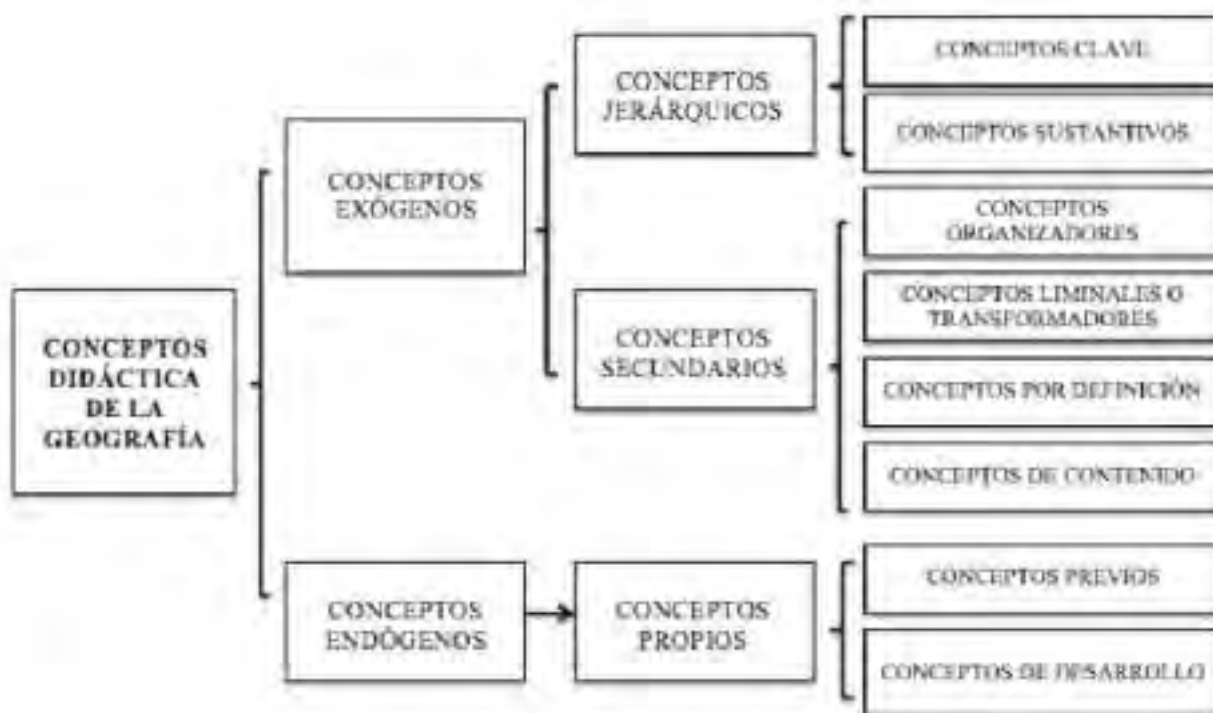 CONCEPTOS
DIDÁCTICA
DE LA
GEOGRAFÍA
CONCEPTOS
EXÓGENOS
CONCEPTOS
JERÁRQUICOS
CONCEPTOS CLAVE
CONCEPTOS SUSTANTIVOS
CONCEPTOS
SECUNDARIOS
CONCEPTOS
ORGANIZADORES
CONCEPTOS LIMINALES O
TRANSFORMADORES
CONCEPTOS POR DEFINICIÓN
CONCEPTOS DE CONTENIDO
CONCEPTOS
ENDÓGENOS
CONCEPTOS
PROPIOS
CONCEPTOS PREVIOS
CONCEPTOS DE DESARROLLO